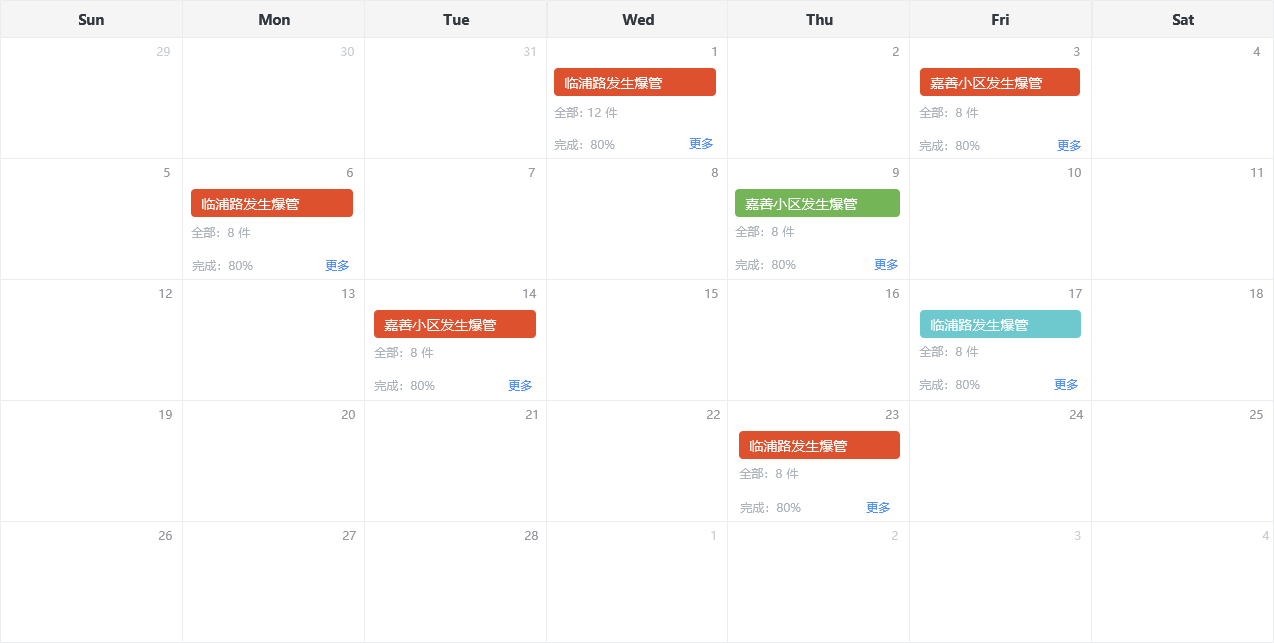 Sun Mon Tue Wed Thu Fri Sat
29 30 31 1 2 3 4
临浦路发生爆管 嘉善小区发生爆管
全部：12 件 全部：8 件
完成：80% 更多 完成：80% 更多
5 6 7 8 9 10 11
临浦路发生爆管 嘉善小区发生爆管
全部：8 件 全部：8 件
完成：80% 更多 完成：80% 更多
12 13 14 15 16 17 18
嘉善小区发生爆管 临浦路发生爆管
全部：8 件 全部：8 件
完成：80% 更多 完成：80% 更多
19 20 21 22 23 24 25
临浦路发生爆管
全部：8 件
完成：80% 更多
26 27 28 1 2 3 4